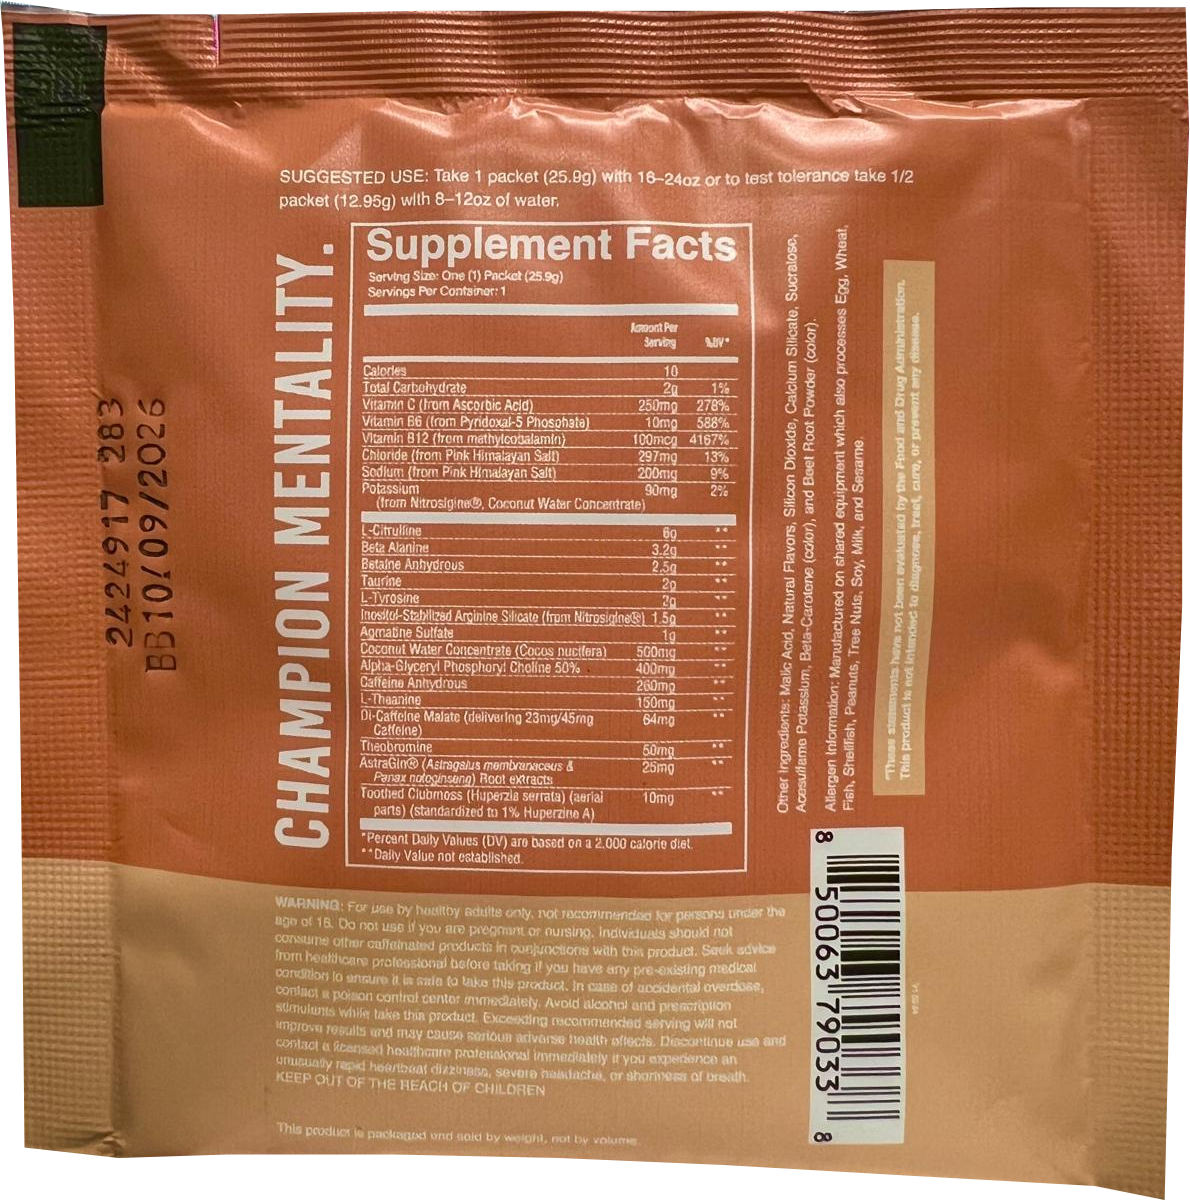 SUGGESTED USE: Take 1 packet (25.9g) with 16–24oz or to test tolerance take 1/2
packet (12.95g) with 8–12oz of water.
CHAMPION MENTALITY.
Supplement Facts
Serving Size: One (1) Packet (25.9g)
Servings Per Container: 1
Amount Per
Serving %DV*
Calories 10
Total Carbohydrate 2g 1%
Vitamin C (from Ascorbic Acid) 250mg 278%
Vitamin B6 (from Pyridoxal-5 Phosphate) 10mg 588%
Vitamin B12 (from methylcobalamin) 100mcg 4167%
Chloride (from Pink Himalayan Salt) 297mg 13%
Sodium (from Pink Himalayan Salt) 200mg 9%
Potassium 90mg 2%
(from Nitrosigine®, Coconut Water Concentrate)
L-Citrulline 6g **
Beta Alanine 3.2g **
Betaine Anhydrous 2.5g **
Taurine 2g **
L-Tyrosine 2g **
Inositol-Stabilized Arginine Silicate (from Nitrosigine®) 1.5g **
Agmatine Sulfate 1g **
Coconut Water Concentrate (Cocos nucifera) 500mg **
Alpha-Glyceryl Phosphoryl Choline 50% 400mg **
Caffeine Anhydrous 260mg **
L-Theanine 150mg **
Di-Caffeine Malate (delivering 23mg/45mg 64mg **
Caffeine)
Theobromine 50mg **
AstraGin® (Astragalus membranaceus & 25mg **
Panax notoginseng) Root extracts
Toothed Clubmoss (Huperzia serrata) (aerial 10mg **
parts) (standardized to 1% Huperzine A)
*Percent Daily Values (DV) are based on a 2,000 calorie diet.
**Daily Value not established.
Other Ingredients: Malic Acid, Natural Flavors, Silicon Dioxide, Calcium Silicate, Sucralose,
Acesulfame Potassium, Beta-Carotene (color), and Beet Root Powder (color).
Allergen Information: Manufactured on shared equipment which also processes Egg, Wheat,
Fish, Shellfish, Peanuts, Tree Nuts, Soy, Milk, and Sesame.
*These statements have not been evaluated by the Food and Drug Administration.
This product is not intended to diagnose, treat, cure, or prevent any disease.
2424917 283
BB10/09/2026
WARNING: For use by healthy adults only, not recommended for persons under the
age of 18. Do not use if you are pregnant or nursing. Individuals should not
consume other caffeinated products in conjunctions with this product. Seek advice
from healthcare professional before taking if you have any pre-existing medical
condition to ensure it is safe to take this product. In case of accidental overdose,
contact a poison control center immediately. Avoid alcohol and prescription
stimulants while take this product. Exceeding recommended serving will not
improve results and may cause serious adverse health effects. Discontinue use and
contact a licensed healthcare professional immediately if you experience an
unusually rapid heartbeat dizziness, severe headache, or shortness of breath.
KEEP OUT OF THE REACH OF CHILDREN
This product is packaged and sold by weight, not by volume.
8 50063 79033 8